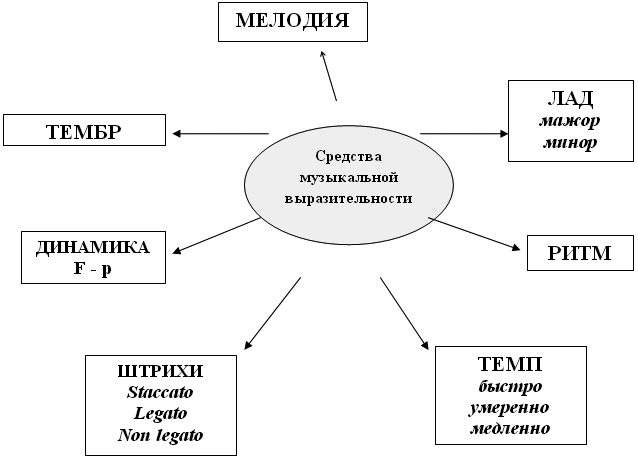 МЕЛОДИЯ
ЛАД
мажор
минор
ТЕМБР
Средства
музыкальной
выразительности
ДИНАМИКА
F - p
РИТМ
ШТРИХИ
Staccato
Legato
Non legato
ТЕМП
быстро
умеренно
медленно